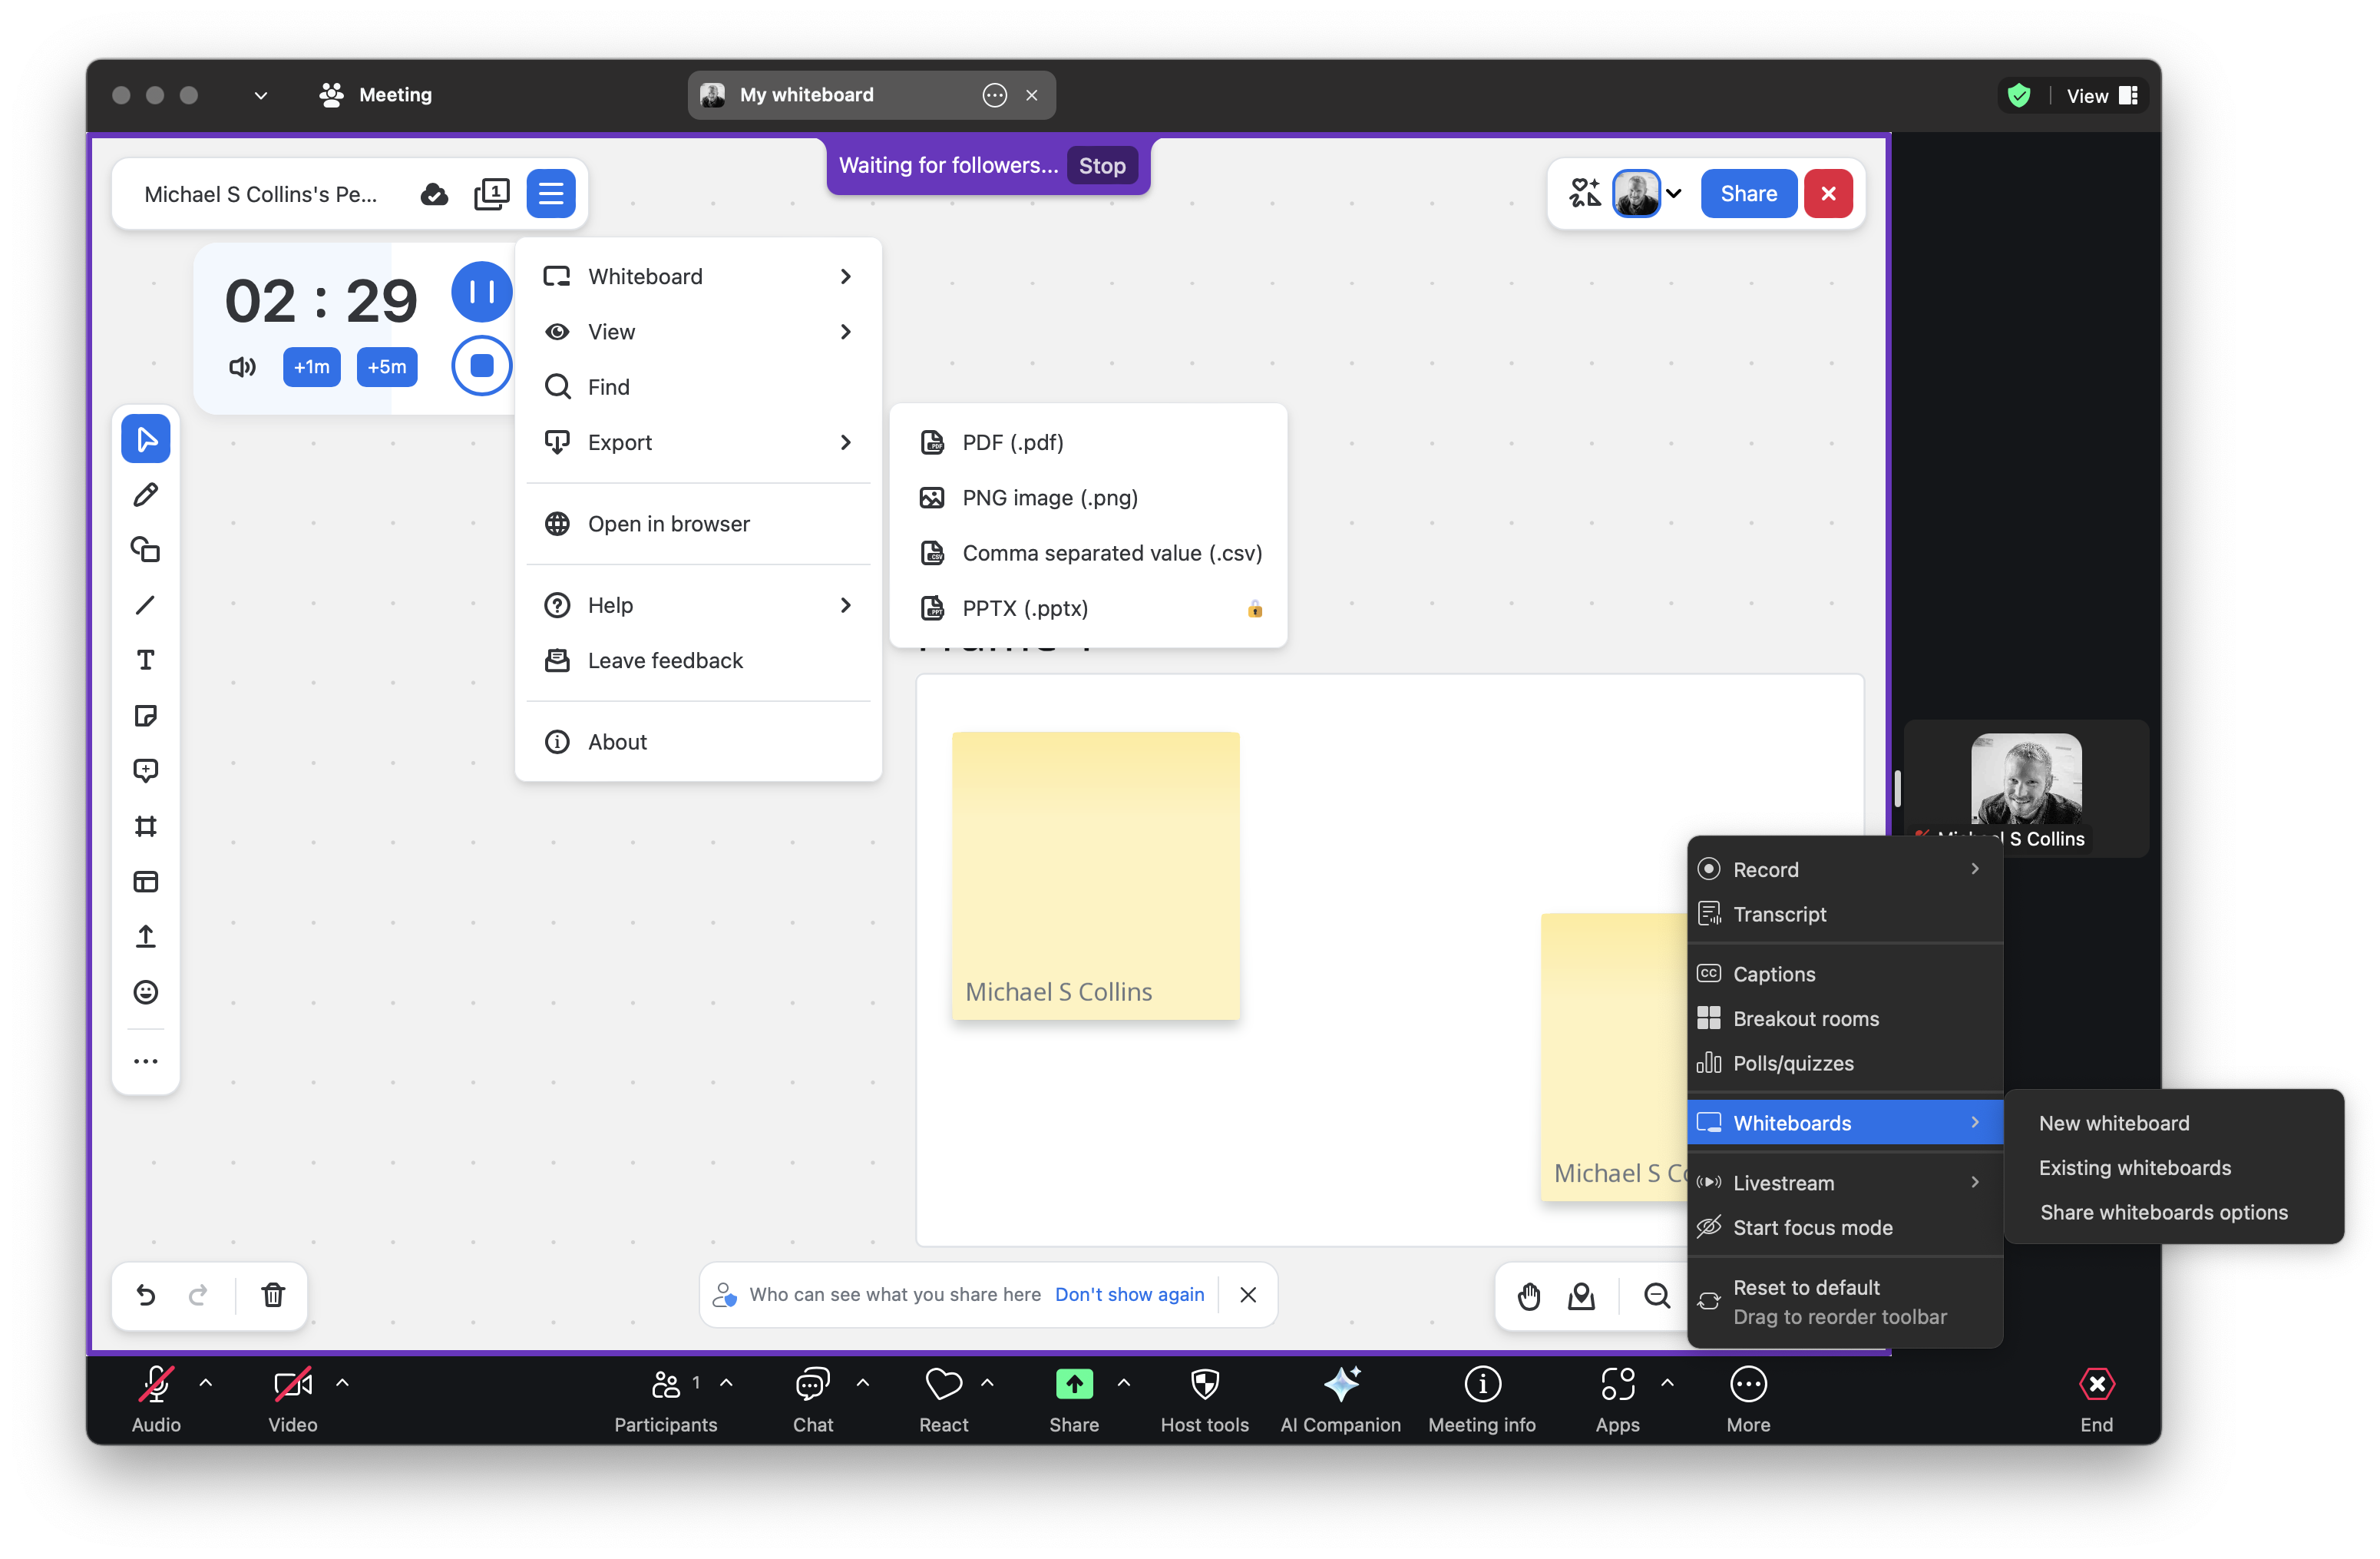 Meeting
My whiteboard
View
Michael S Collins's Pe...
1
Waiting for followers...
Stop
Share
02 : 29
+1m
+5m
Whiteboard
View
Find
Export
Open in browser
Help
Leave feedback
About
PDF (.pdf)
PNG image (.png)
Comma separated value (.csv)
PPTX (.pptx)
Michael S Collins
Michael S
S Collins
Record
Transcript
CC
Captions
Breakout rooms
Polls/quizzes
Whiteboards
Livestream
Start focus mode
Reset to default
Drag to reorder toolbar
New whiteboard
Existing whiteboards
Share whiteboards options
Who can see what you share here
Don't show again
Audio
Video
1
Participants
Chat
React
Share
Host tools
AI Companion
Meeting info
Apps
More
End